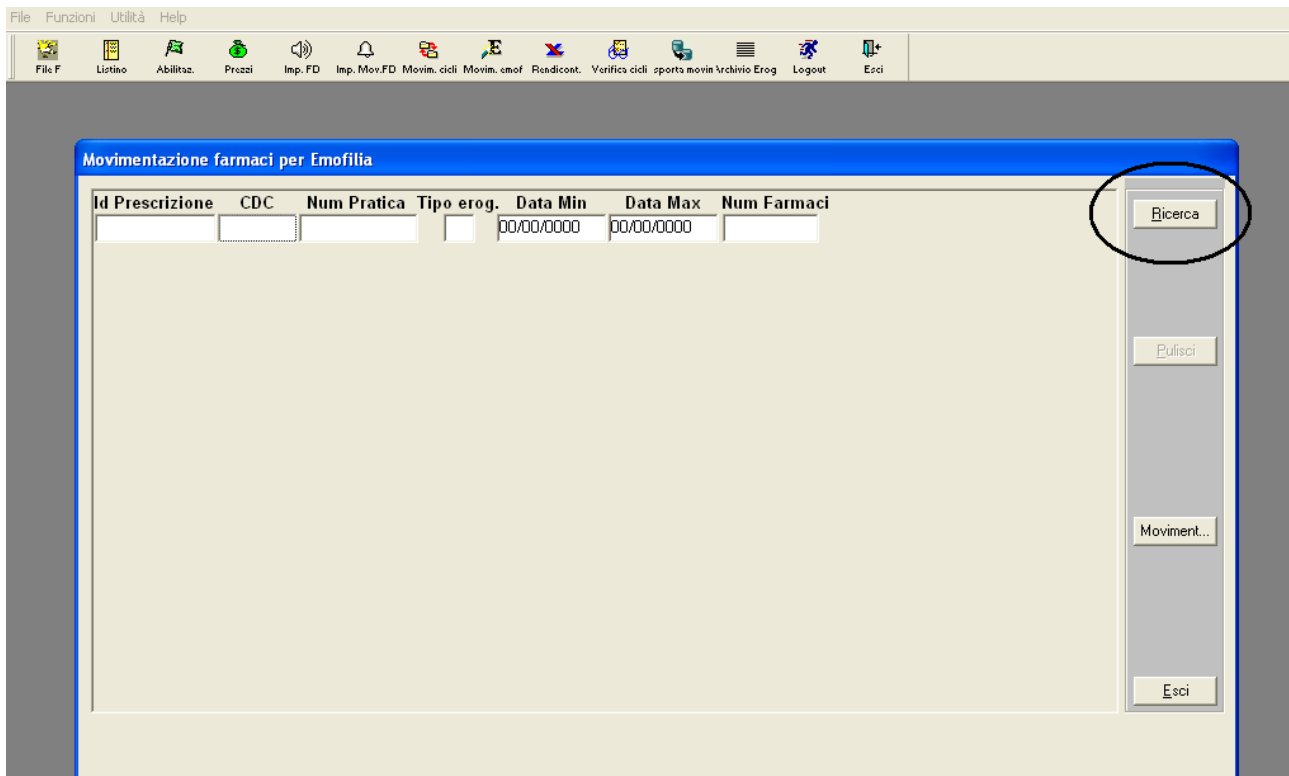 File Funzioni Utilità Help
File F Listino Abilitaz. Prezzi Imp. FD Imp. Mov.FD Movim. cicli Movim. emof Rendicont. Verifica cicli sporta movin Archivio Erog Logout Esci
Movimentazione farmaci per Emofilia
Id Prescrizione CDC Num Pratica Tipo erog. Data Min Data Max Num Farmaci
00/00/0000 00/00/0000
Ricerca
Pulisci
Moviment...
Esci